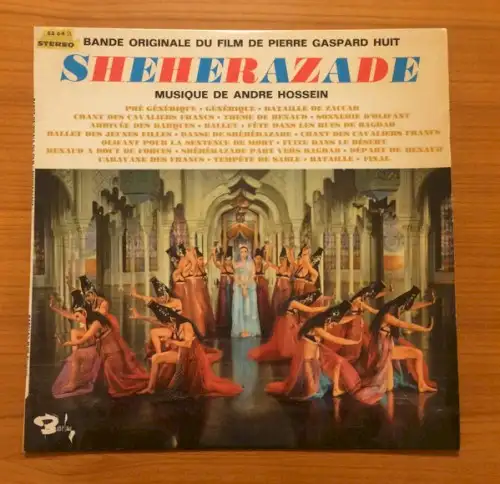 STEREO
BANDE ORIGINALE DU FILM DE PIERRE GASPARD HUIT
SHEHERAZADE
MUSIQUE DE ANDRE HOSSEIN
PRÉ GÉNÉRIQUE • GÉNÉRIQUE • BATAILLE DE ZACCAR
CHANT DES CAVALIERS FRANCS • THEME DE RENAUD • SONNERIE D'OLIFANT
ARRIVÉE DES BARQUES • BALLET • FÊTE DANS LES RUES DE BAGDAD
BALLET DES JEUNES FILLES • DANSE DE SHÉHÉRAZADE • CHANT DES CAVALIERS FRANCS
OLIFANT POUR LA SENTENCE DE MORT • FUITE DANS LE DÉSERT
RENAUD A BOUT DE FORCES • SHÉHÉRAZADE PART VERS BAGDAD • DÉPART DE RENAUD
CARAVANE DES FRANCS • TEMPÊTE DE SABLE • BATAILLE • FINAL
Barclay